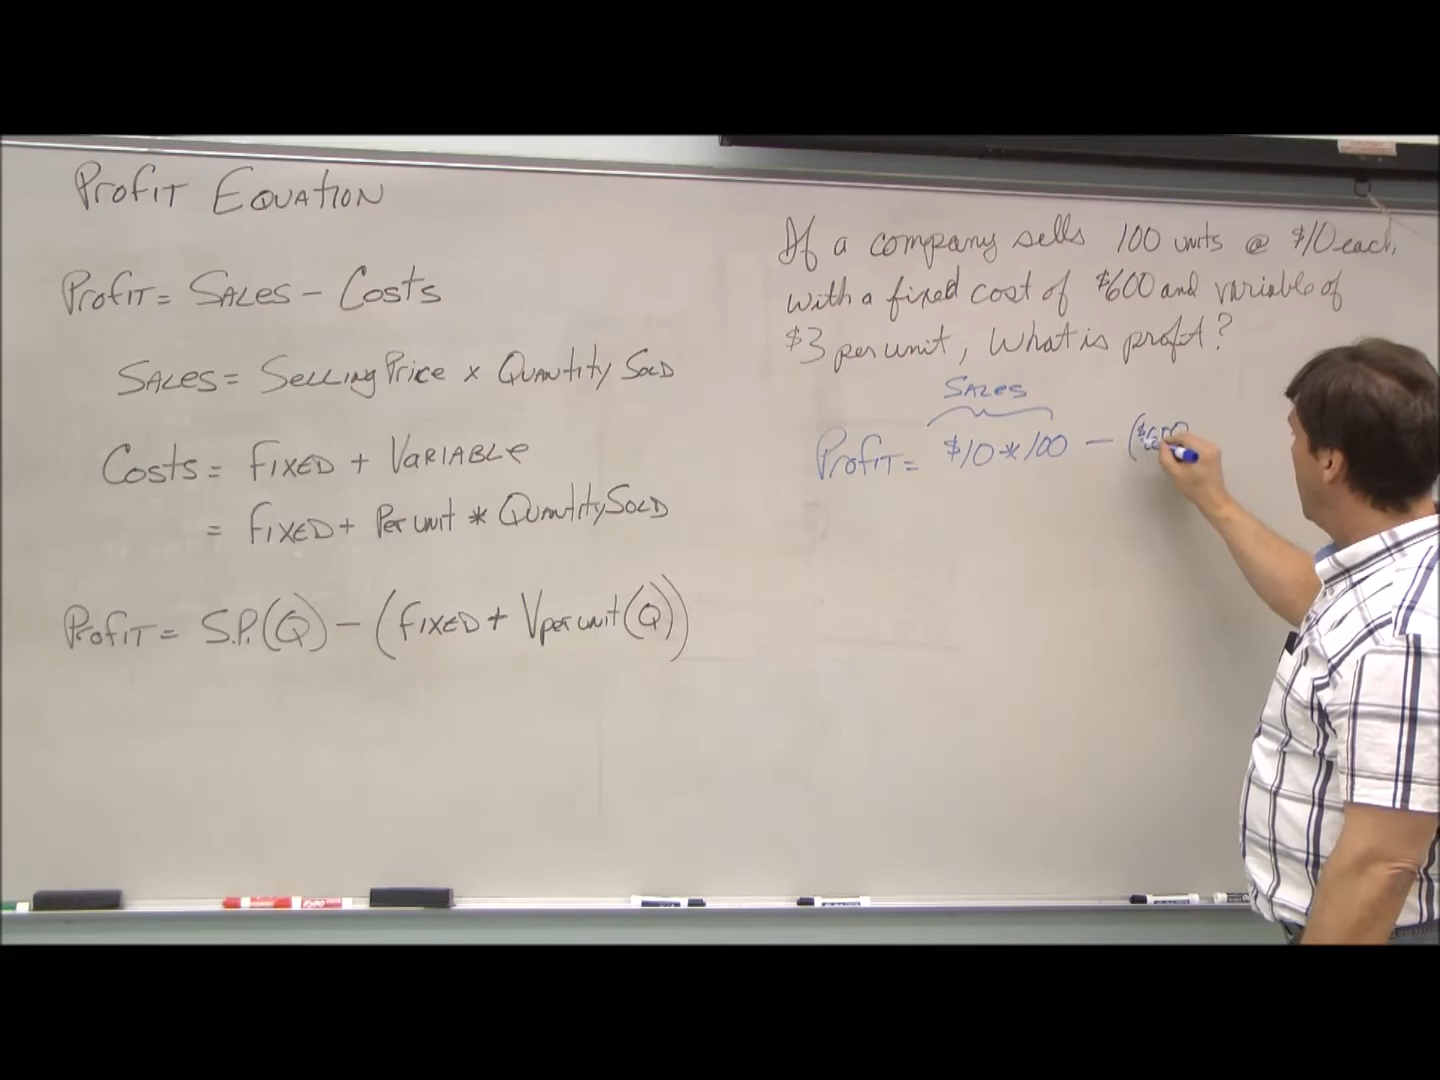 Profit Equation
Profit = Sales - Costs
Sales = Selling Price x Quantity Sold
Costs = Fixed + Variable
= Fixed + Per unit * Quantity Sold
Profit = S.P.(Q) - (Fixed + Vper unit(Q))
If a company sells 100 units @ $10 each,
with a fixed cost of $600 and variable of
$3 per unit, What is profit?
Sales
Profit = $10 * 100 - ($600
EXPO